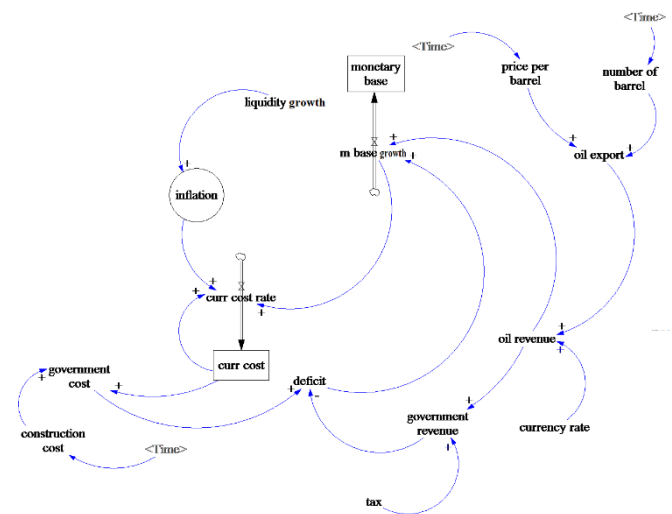 <Time>
<Time>
monetary
base
price per
barrel
number of
barrel
liquidity growth
+
+
m base growth
+
+
+
oil export
+
inflation
+
+
curr cost rate
+
+
oil revenue
+
government
cost
+
+
curr cost
+
deficit
-
+
government
revenue
currency rate
construction
cost
<Time>
+
tax